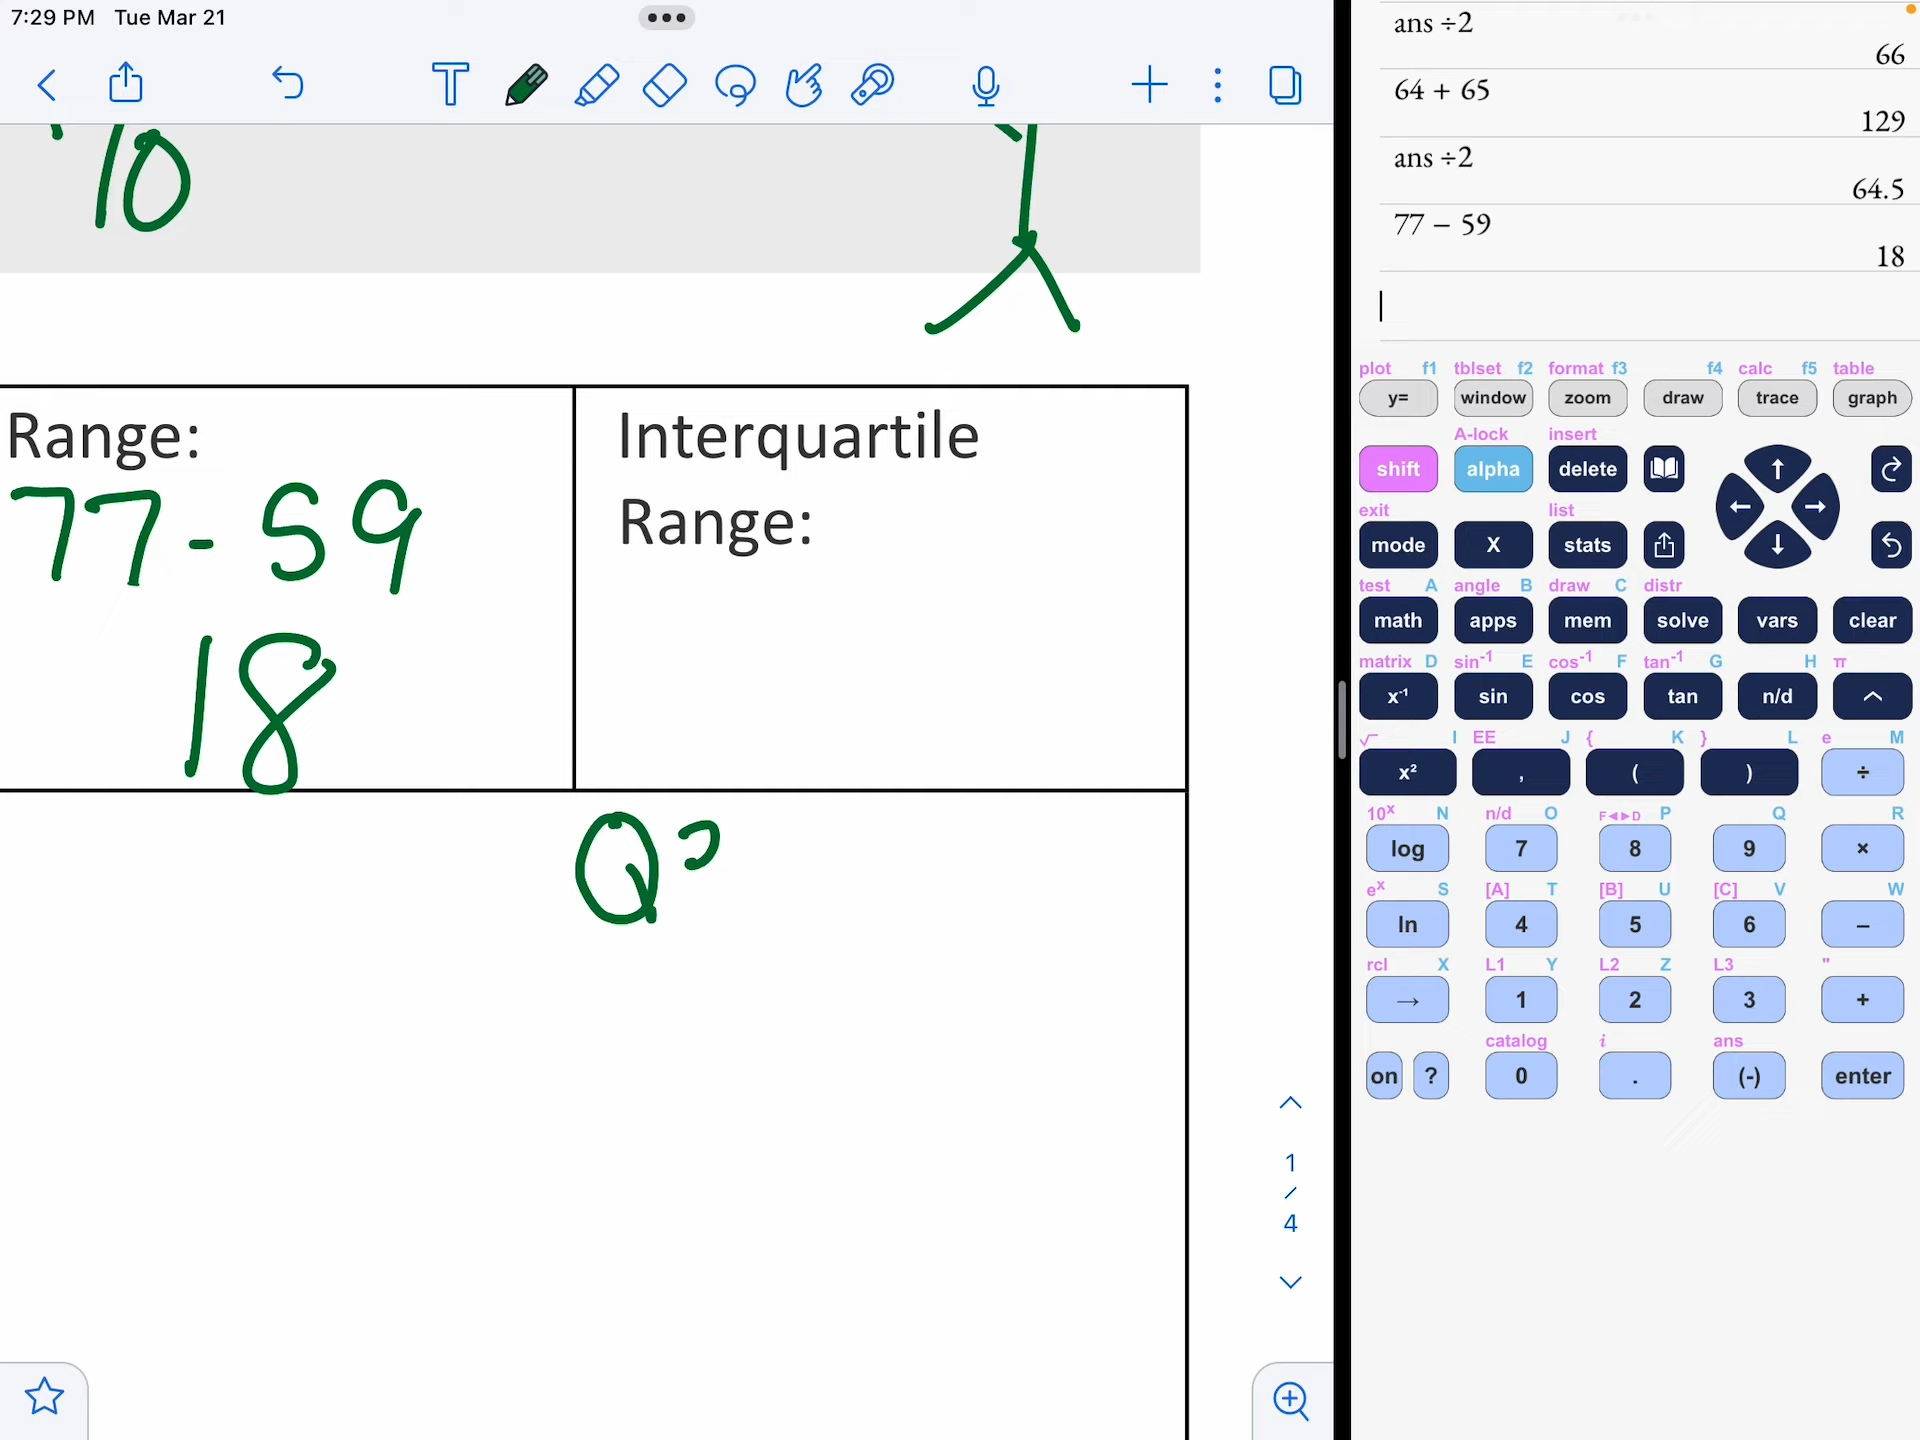 7:29 PM Tue Mar 21
10
Range:
77 - 59
18
Interquartile
Range:
Q
1
/
4
ans ÷2
66
64 + 65
129
ans ÷2
64.5
77 – 59
18
plot f1 tblset f2 format f3 f4 calc f5 table
y= window zoom draw trace graph
A-lock insert
shift alpha delete
exit list
mode X stats
test A angle B draw C distr
math apps mem solve vars clear
matrix D sin⁻¹ E cos⁻¹ F tan⁻¹ G H π
x⁻¹ sin cos tan n/d ^
√ I EE J { K } L e M
x² , ( ) ÷
10ˣ N n/d O F◄►D P Q R
log 7 8 9 ×
eˣ S [A] T [B] U [C] V W
ln 4 5 6 –
rcl X L1 Y L2 Z L3 "
→ 1 2 3 +
catalog i ans
on ? 0 . (-) enter